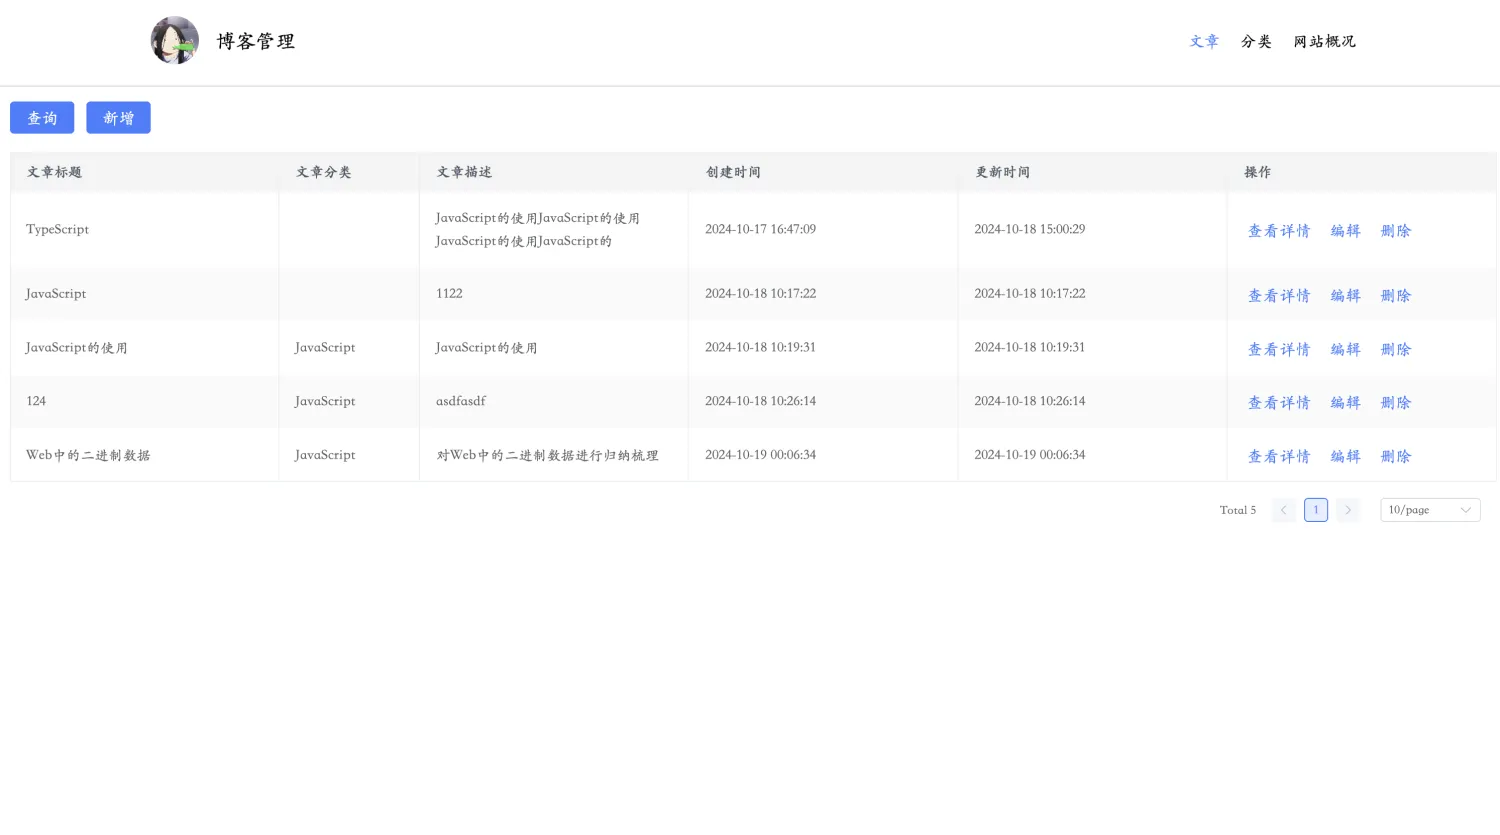 博客管理
文章 分类 网站概况
查询 新增
文章标题 文章分类 文章描述 创建时间 更新时间 操作
TypeScript JavaScript的使用JavaScript的使用 2024-10-17 16:47:09 2024-10-18 15:00:29 查看详情 编辑 删除
JavaScript的使用JavaScript的
JavaScript 1122 2024-10-18 10:17:22 2024-10-18 10:17:22 查看详情 编辑 删除
JavaScript的使用 JavaScript JavaScript的使用 2024-10-18 10:19:31 2024-10-18 10:19:31 查看详情 编辑 删除
124 JavaScript asdfasdf 2024-10-18 10:26:14 2024-10-18 10:26:14 查看详情 编辑 删除
Web中的二进制数据 JavaScript 对Web中的二进制数据进行归纳梳理 2024-10-19 00:06:34 2024-10-19 00:06:34 查看详情 编辑 删除
Total 5 1 10/page